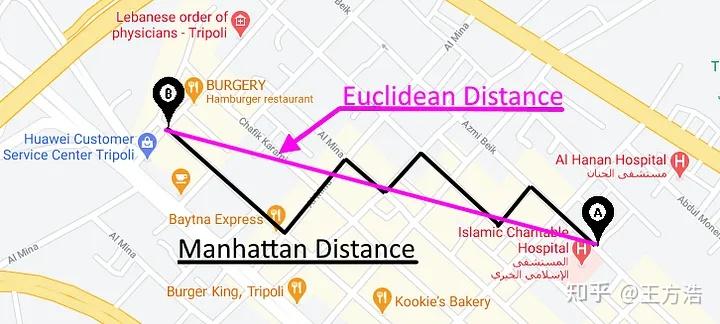 Lebanese order of
physicians - Tripoli
Beik
Al Mina
B
BURGERY
Hamburger restaurant
Euclidean Distance
Huawei Customer
Service Center Tripoli
Chafik Karami
Al Mina
Azmi Beik
Al Hanan Hospital
مستشفى الحنان
Abdul Monem
Baytna Express
A
Islamic Charitable
Hospital
المستشفى
الإسلامي الخيري
Al Mina
Al Mina
Manhattan Distance
Burger King, Tripoli
Kookie's Bakery
知乎 @王方浩